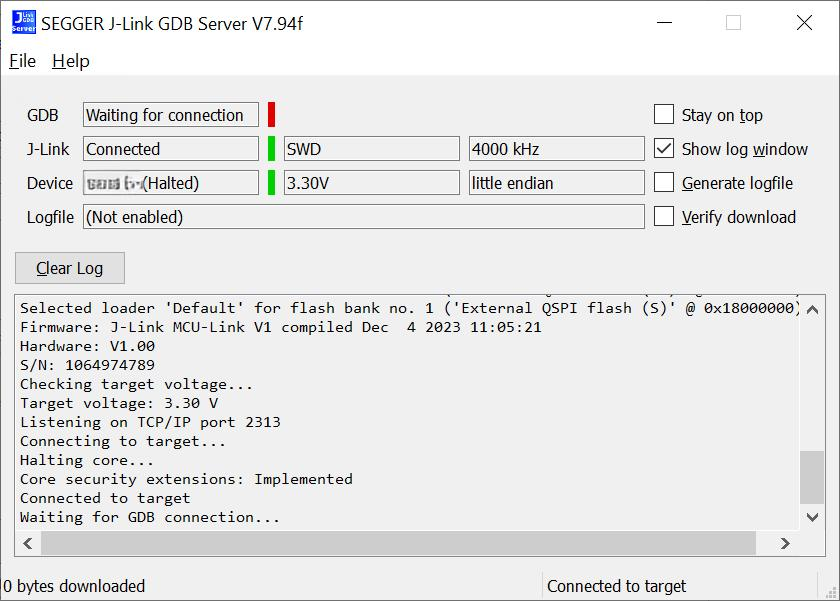 J-Link GDB Server
SEGGER J-Link GDB Server V7.94f
File Help
GDB Waiting for connection Stay on top
J-Link Connected SWD 4000 kHz Show log window
Device (Halted) 3.30V little endian Generate logfile
Logfile (Not enabled) Verify download
Clear Log
Selected loader 'Default' for flash bank no. 1 ('External QSPI flash (S)' @ 0x18000000)
Firmware: J-Link MCU-Link V1 compiled Dec  4 2023 11:05:21
Hardware: V1.00
S/N: 1064974789
Checking target voltage...
Target voltage: 3.30 V
Listening on TCP/IP port 2313
Connecting to target...
Halting core...
Core security extensions: Implemented
Connected to target
Waiting for GDB connection...
0 bytes downloaded Connected to target